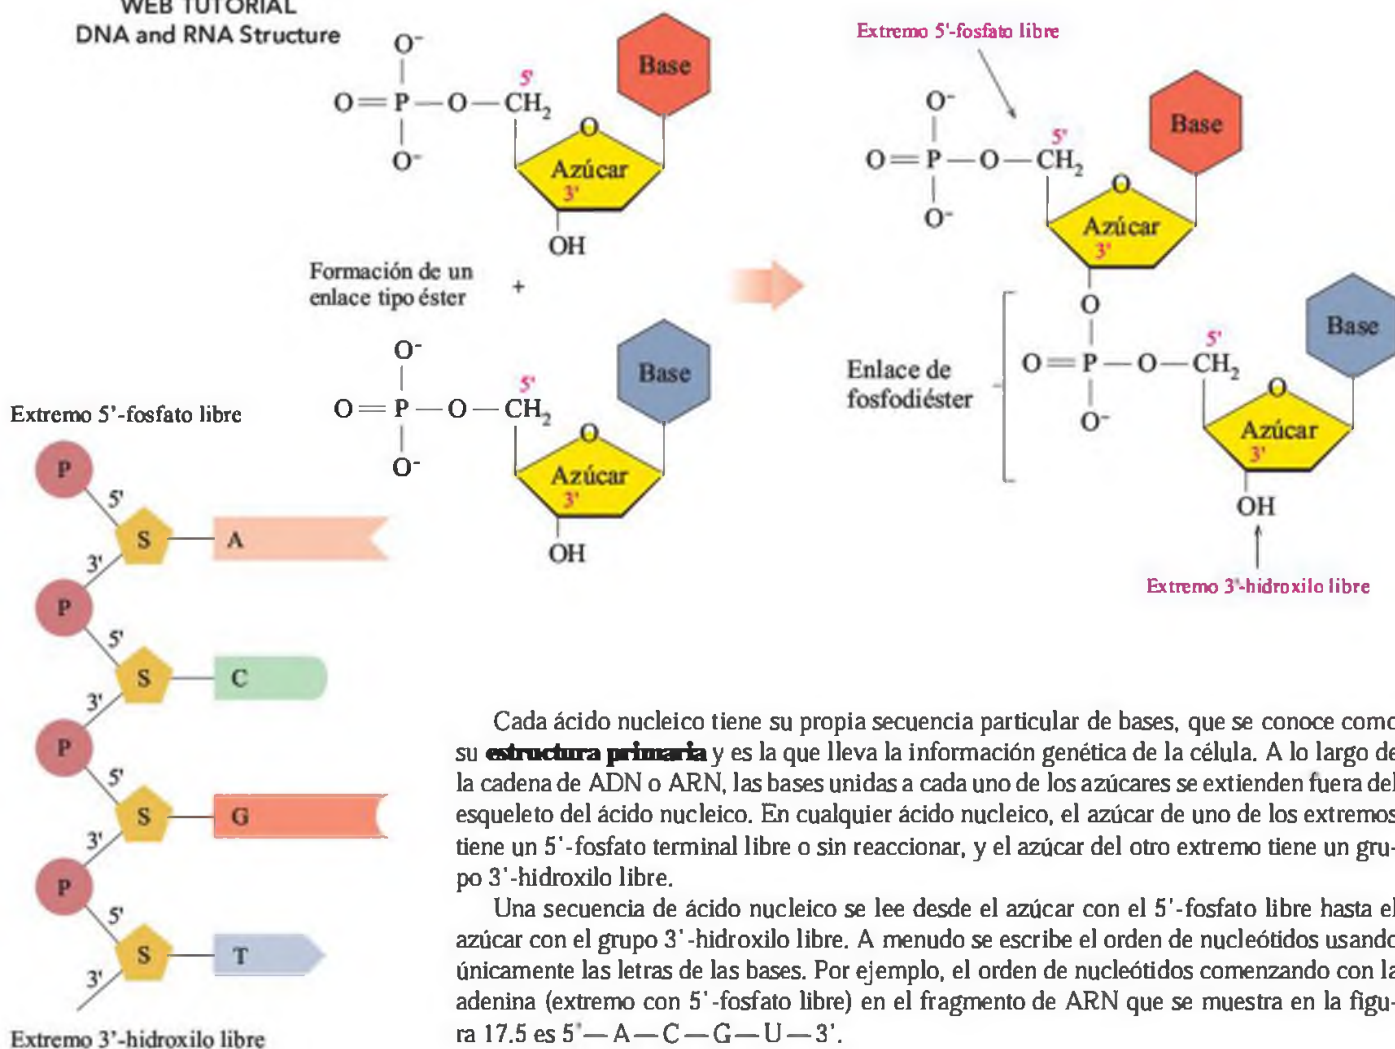 WEB TUTORIAL
DNA and RNA Structure
O⁻
O=P—O—CH₂
5'
O⁻
Base
O
Azúcar
3'
OH
Formación de un
enlace tipo éster
+
O⁻
O=P—O—CH₂
5'
O⁻
Base
O
Azúcar
3'
OH
Extremo 5'-fosfato libre
O⁻
O=P—O—CH₂
5'
O⁻
Base
O
Azúcar
3'
O
Enlace de
fosfodiéster
O=P—O—CH₂
5'
O⁻
Base
O
Azúcar
3'
OH
Extremo 3'-hidroxilo libre
Extremo 5'-fosfato libre
P
5'
S
A
3'
P
5'
S
C
3'
P
5'
S
G
3'
P
5'
S
T
3'
Extremo 3'-hidroxilo libre
Cada ácido nucleico tiene su propia secuencia particular de bases, que se conoce como
su estructura primaria y es la que lleva la información genética de la célula. A lo largo de
la cadena de ADN o ARN, las bases unidas a cada uno de los azúcares se extienden fuera del
esqueleto del ácido nucleico. En cualquier ácido nucleico, el azúcar de uno de los extremos
tiene un 5'-fosfato terminal libre o sin reaccionar, y el azúcar del otro extremo tiene un gru-
po 3'-hidroxilo libre.
Una secuencia de ácido nucleico se lee desde el azúcar con el 5'-fosfato libre hasta el
azúcar con el grupo 3'-hidroxilo libre. A menudo se escribe el orden de nucleótidos usando
únicamente las letras de las bases. Por ejemplo, el orden de nucleótidos comenzando con la
adenina (extremo con 5'-fosfato libre) en el fragmento de ARN que se muestra en la figu-
ra 17.5 es 5'—A—C—G—U—3'.